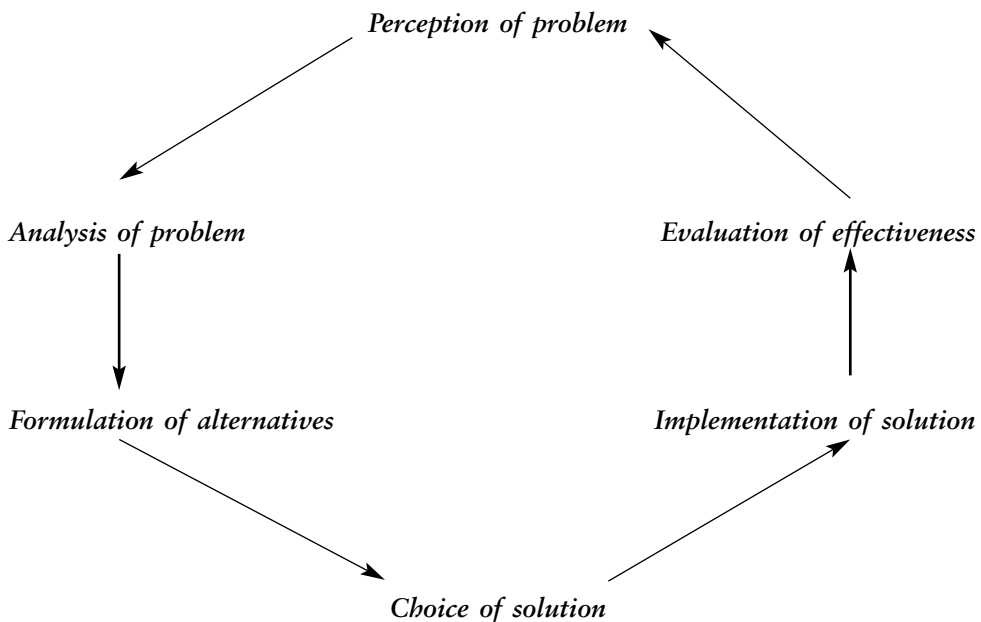 Perception of problem
Analysis of problem
Evaluation of effectiveness
Formulation of alternatives
Implementation of solution
Choice of solution